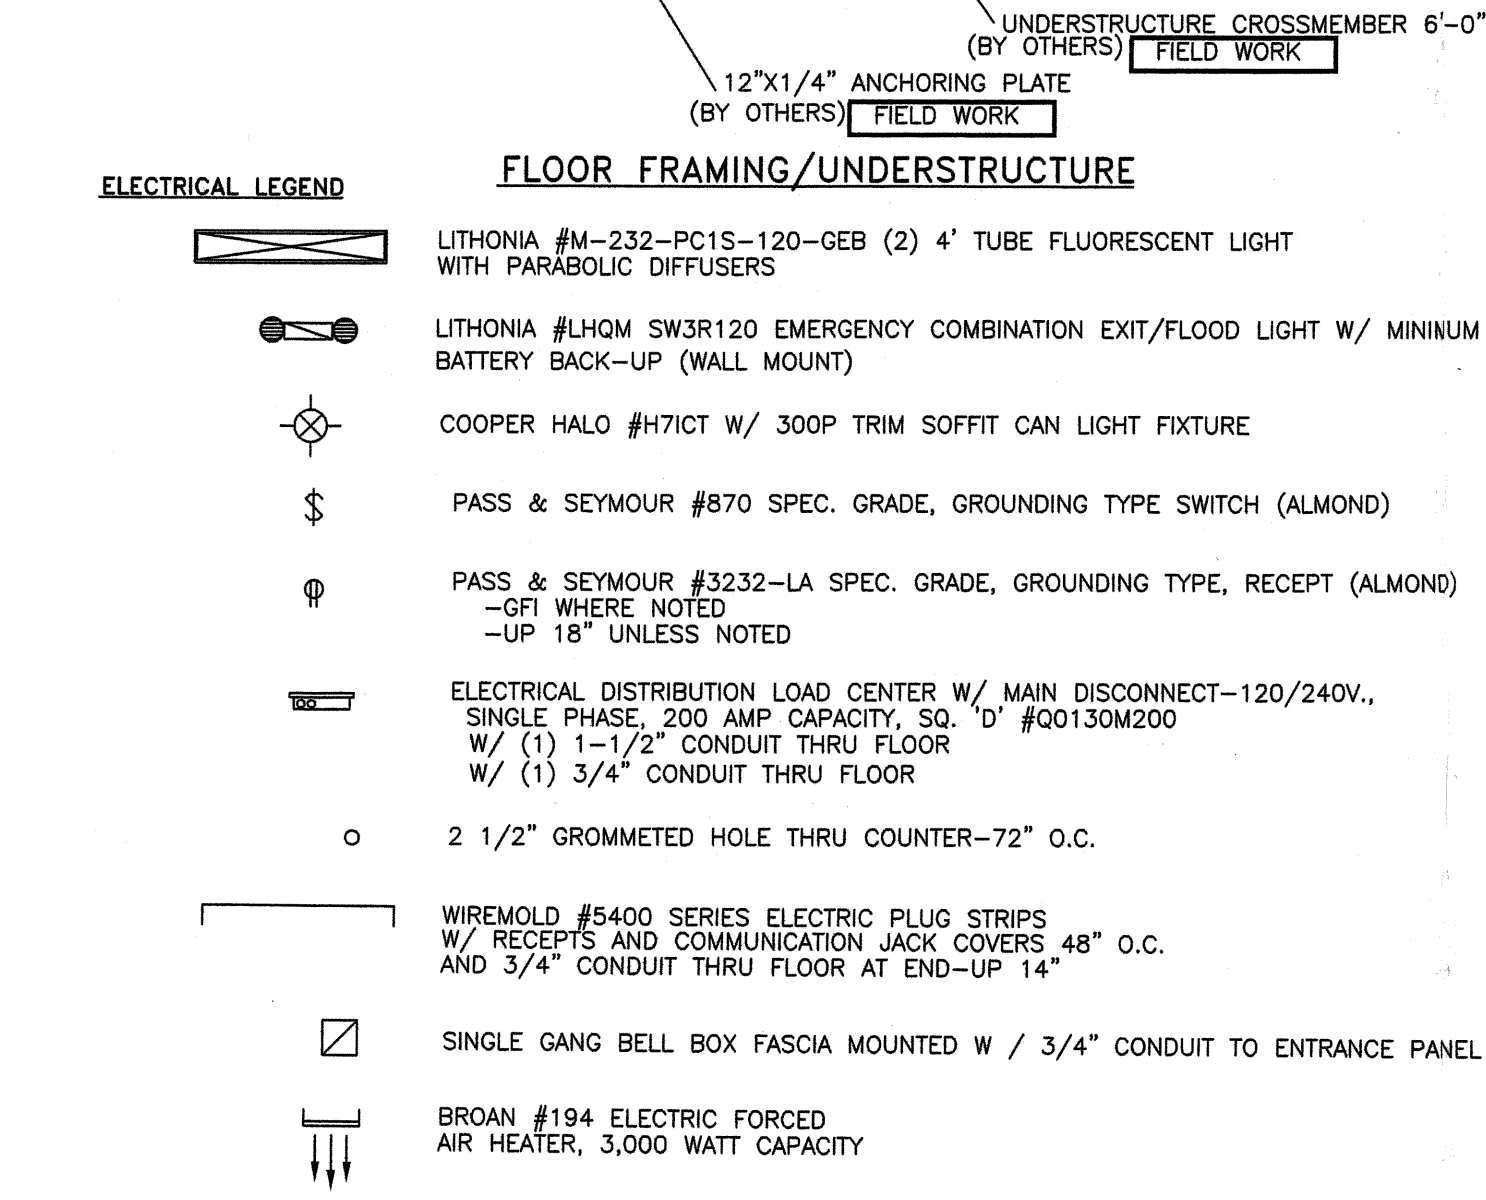 UNDERSTRUCTURE CROSSMEMBER 6'-0"
(BY OTHERS) FIELD WORK
12"X1/4" ANCHORING PLATE
(BY OTHERS) FIELD WORK
FLOOR FRAMING/UNDERSTRUCTURE
ELECTRICAL LEGEND
LITHONIA #M-232-PC1S-120-GEB (2) 4' TUBE FLUORESCENT LIGHT
WITH PARABOLIC DIFFUSERS
LITHONIA #LHQM SW3R120 EMERGENCY COMBINATION EXIT/FLOOD LIGHT W/ MININUM
BATTERY BACK-UP (WALL MOUNT)
COOPER HALO #H7ICT W/ 300P TRIM SOFFIT CAN LIGHT FIXTURE
$ PASS & SEYMOUR #870 SPEC. GRADE, GROUNDING TYPE SWITCH (ALMOND)
PASS & SEYMOUR #3232-LA SPEC. GRADE, GROUNDING TYPE, RECEPT (ALMOND)
-GFI WHERE NOTED
-UP 18" UNLESS NOTED
ELECTRICAL DISTRIBUTION LOAD CENTER W/ MAIN DISCONNECT-120/240V.,
SINGLE PHASE, 200 AMP CAPACITY, SQ. 'D' #QO130M200
W/ (1) 1-1/2" CONDUIT THRU FLOOR
W/ (1) 3/4" CONDUIT THRU FLOOR
2 1/2" GROMMETED HOLE THRU COUNTER-72" O.C.
WIREMOLD #5400 SERIES ELECTRIC PLUG STRIPS
W/ RECEPTS AND COMMUNICATION JACK COVERS 48" O.C.
AND 3/4" CONDUIT THRU FLOOR AT END-UP 14"
SINGLE GANG BELL BOX FASCIA MOUNTED W / 3/4" CONDUIT TO ENTRANCE PANEL
BROAN #194 ELECTRIC FORCED
AIR HEATER, 3,000 WATT CAPACITY